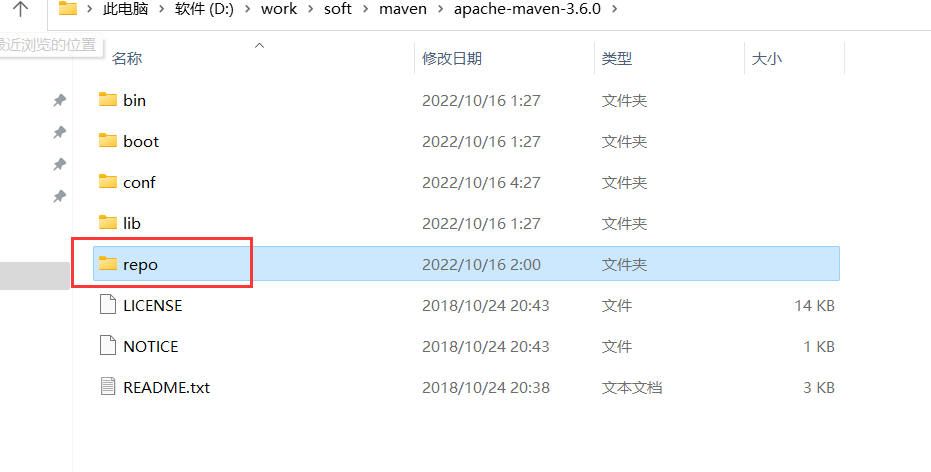 此电脑 › 软件 (D:) › work › soft › maven › apache-maven-3.6.0 ›
最近浏览的位置
名称 修改日期 类型 大小
bin 2022/10/16 1:27 文件夹
boot 2022/10/16 1:27 文件夹
conf 2022/10/16 4:27 文件夹
lib 2022/10/16 1:27 文件夹
repo 2022/10/16 2:00 文件夹
LICENSE 2018/10/24 20:43 文件 14 KB
NOTICE 2018/10/24 20:43 文件 1 KB
README.txt 2018/10/24 20:38 文本文档 3 KB